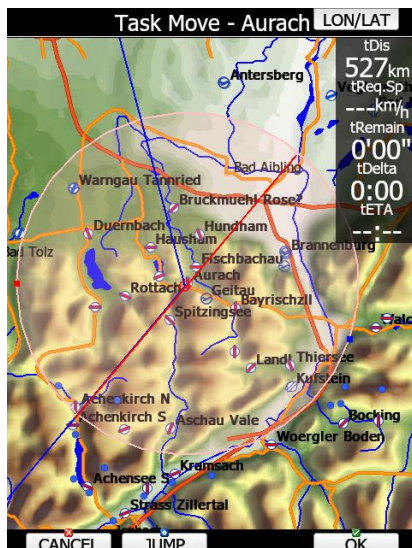 Task Move - Aurach
LON/LAT
tDis
527km
tReq.Sp
---km/h
tRemain
0'00"
tDelta
0:00
tETA
--:--
Antersberg
Bad Aibling
Warngau Tannried
Bruckmuehl Rose?
Duernbach
Hundham
Hausham
Brannenburg
Bad Tolz
Fischbachau
Aurach
Rottach
Geitau
Bayrischzll
Spitzingsee
Walc
Landl
Thiersee
Kufstein
Achenkirch N
Achenkirch S
Aschau Vale
Bocking
Woergler Boden
Kramsach
Achensee S
Strass Zillertal
CANCEL
JUMP
OK